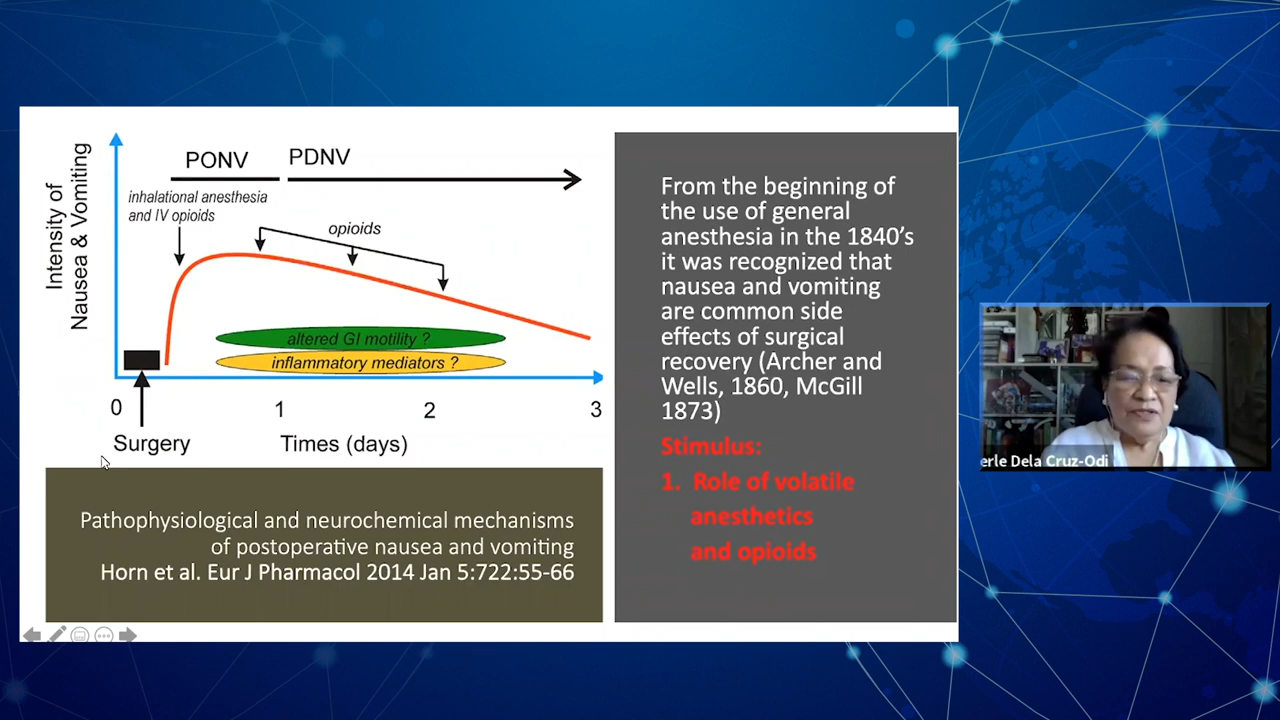 Intensity of
Nausea & Vomiting
PONV
PDNV
inhalational anesthesia
and IV opioids
opioids
altered GI motility ?
inflammatory mediators ?
0
1
2
3
Surgery
Times (days)
Pathophysiological and neurochemical mechanisms
of postoperative nausea and vomiting
Horn et al. Eur J Pharmacol 2014 Jan 5:722:55-66
From the beginning of
the use of general
anesthesia in the 1840’s
it was recognized that
nausea and vomiting
are common side
effects of surgical
recovery (Archer and
Wells, 1860, McGill
1873)
Stimulus:
1. Role of volatile
anesthetics
and opioids
erle Dela Cruz-Odi